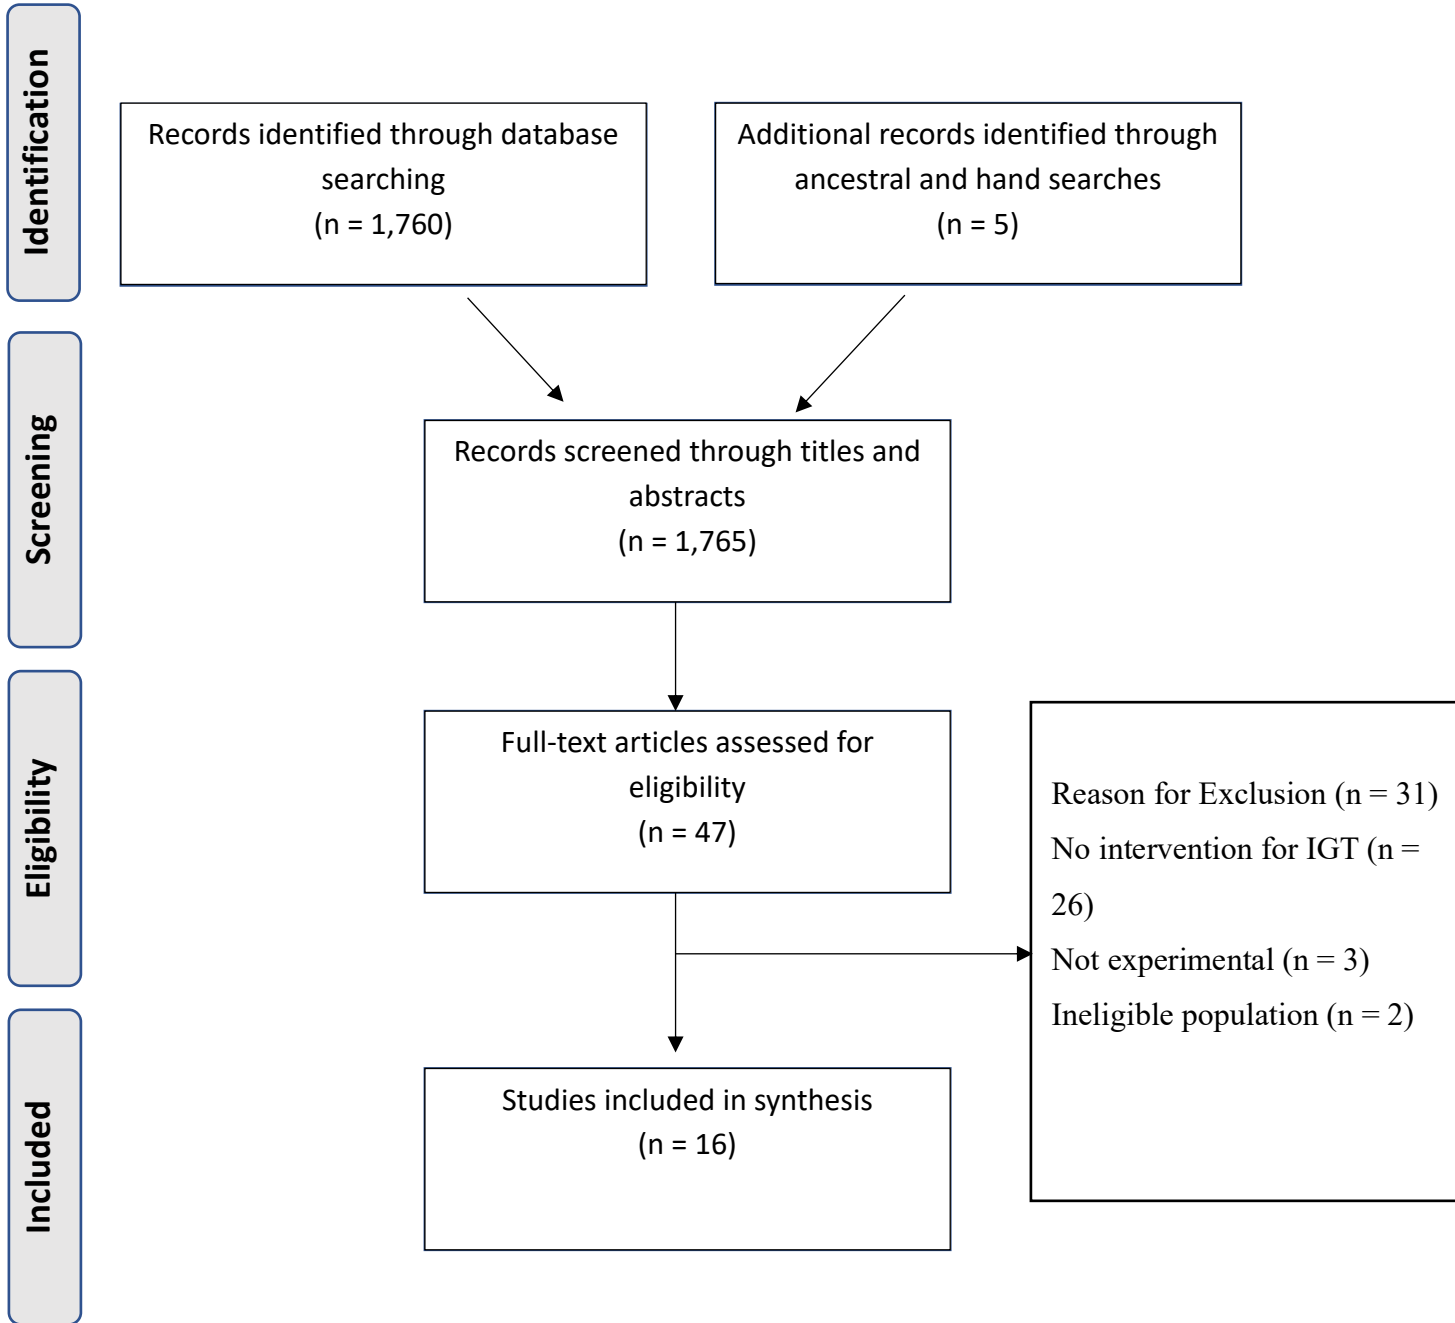 Identification
Records identified through database
searching
(n = 1,760)
Additional records identified through
ancestral and hand searches
(n = 5)
Screening
Records screened through titles and
abstracts
(n = 1,765)
Eligibility
Full-text articles assessed for
eligibility
(n = 47)
Reason for Exclusion (n = 31)
No intervention for IGT (n =
26)
Not experimental (n = 3)
Ineligible population (n = 2)
Included
Studies included in synthesis
(n = 16)